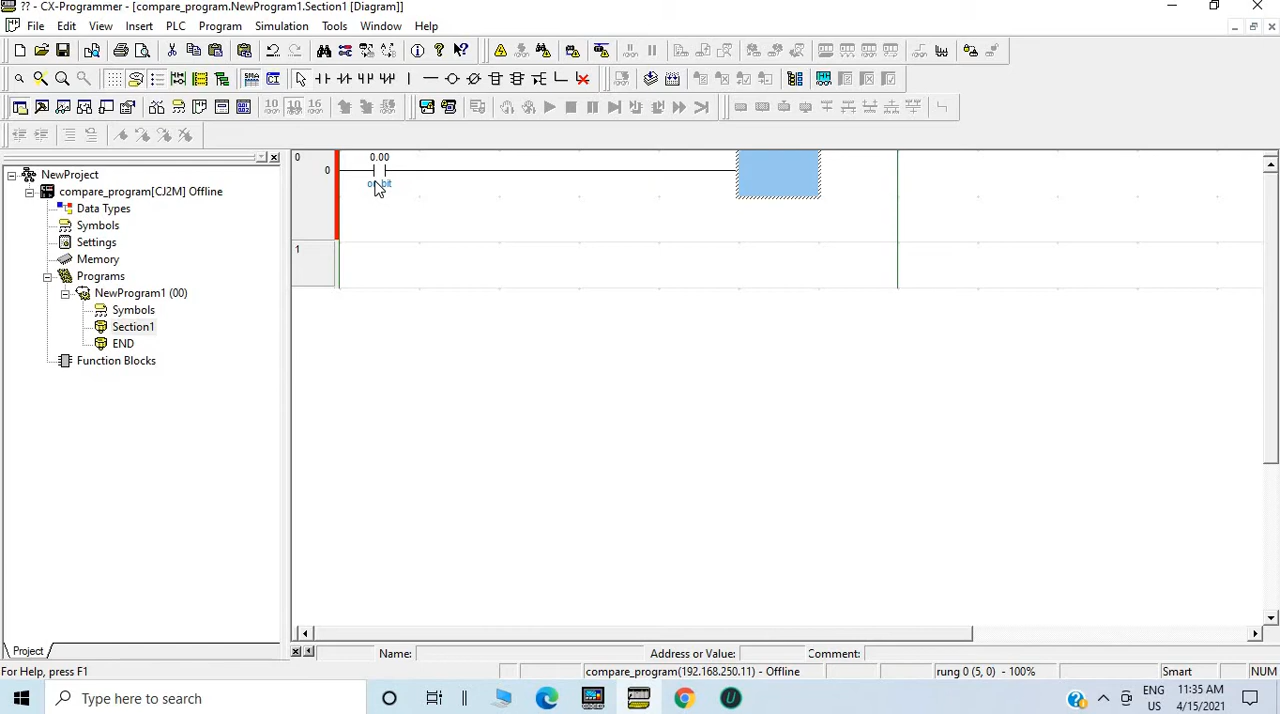 ?? - CX-Programmer - [compare_program.NewProgram1.Section1 [Diagram]]
File Edit View Insert PLC Program Simulation Tools Window Help
10 10 16
NewProject
compare_program[CJ2M] Offline
Data Types
Symbols
Settings
Memory
Programs
NewProgram1 (00)
Symbols
Section1
END
Function Blocks
Project
0
0
0.00
1
Name: Address or Value: Comment:
For Help, press F1
compare_program(192.168.250.11) - Offline
rung 0 (5, 0) - 100%
Smart
NUM
Type here to search
ENG
US
11:35 AM
4/15/2021